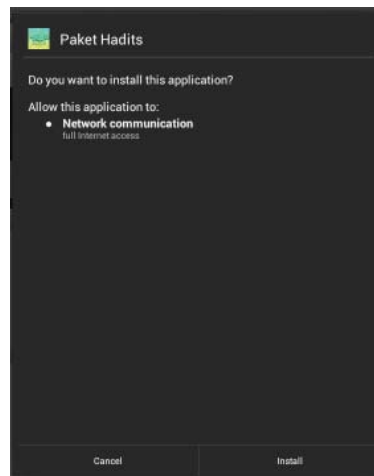 Paket Hadits
Do you want to install this application?
Allow this application to:
● Network communication
full Internet access
Cancel
Install